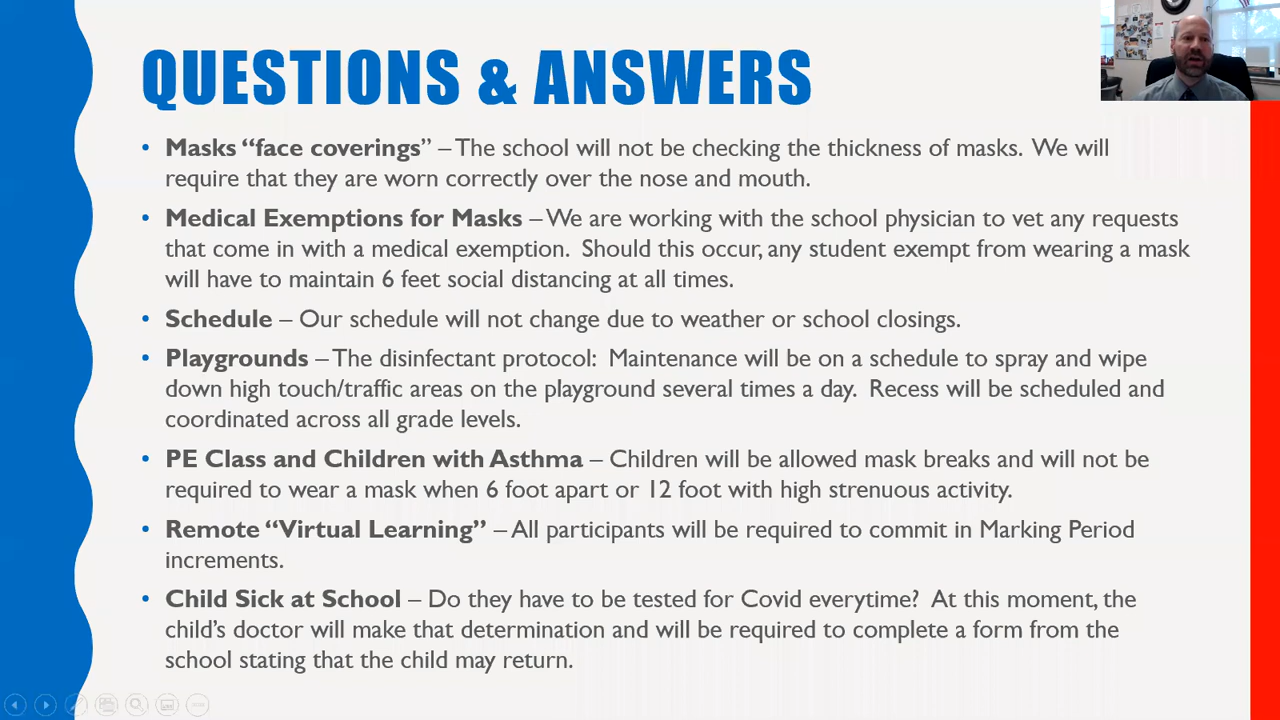 QUESTIONS & ANSWERS
• Masks “face coverings” – The school will not be checking the thickness of masks. We will
require that they are worn correctly over the nose and mouth.
• Medical Exemptions for Masks – We are working with the school physician to vet any requests
that come in with a medical exemption. Should this occur, any student exempt from wearing a mask
will have to maintain 6 feet social distancing at all times.
• Schedule – Our schedule will not change due to weather or school closings.
• Playgrounds – The disinfectant protocol: Maintenance will be on a schedule to spray and wipe
down high touch/traffic areas on the playground several times a day. Recess will be scheduled and
coordinated across all grade levels.
• PE Class and Children with Asthma – Children will be allowed mask breaks and will not be
required to wear a mask when 6 foot apart or 12 foot with high strenuous activity.
• Remote “Virtual Learning” – All participants will be required to commit in Marking Period
increments.
• Child Sick at School – Do they have to be tested for Covid everytime? At this moment, the
child’s doctor will make that determination and will be required to complete a form from the
school stating that the child may return.